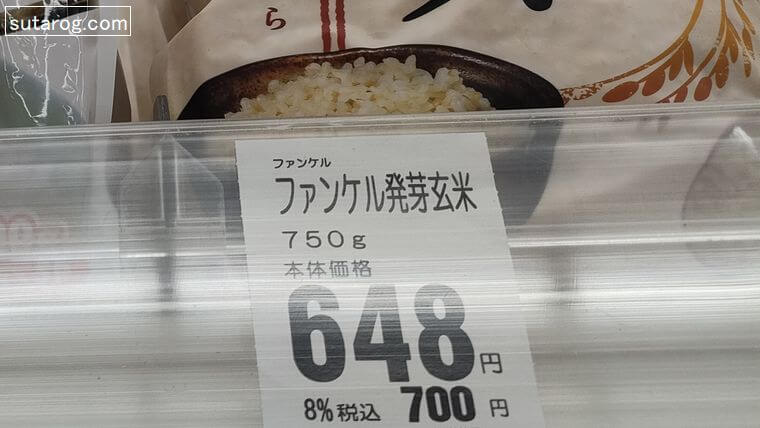 sutarog.com
ら
ファンケル
ファンケル発芽玄米
750g
本体価格
648円
8%税込 700円